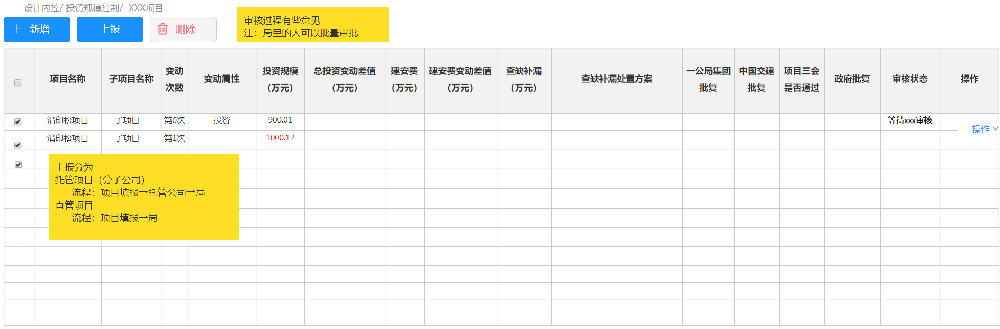 设计内控/ 投资规模控制/ XXX项目
新增
上报
删除
审核过程有些意见
注：局里的人可以批量审批
项目名称
子项目名称
变动
次数
变动属性
投资规模
（万元）
总投资变动差值
（万元）
建安费
（万元）
建安费变动差值
（万元）
查缺补漏
（万元）
查缺补漏处置方案
一公局集团
批复
中国交建
批复
项目三会
是否通过
政府批复
审核状态
操作
沿印松项目 子项目一 第0次 投资 900.01 等待xxx审核
操作
沿印松项目 子项目一 第1次 1000.12
上报分为
托管项目（分子公司）
流程：项目填报→托管公司→局
直管项目
流程：项目填报→局